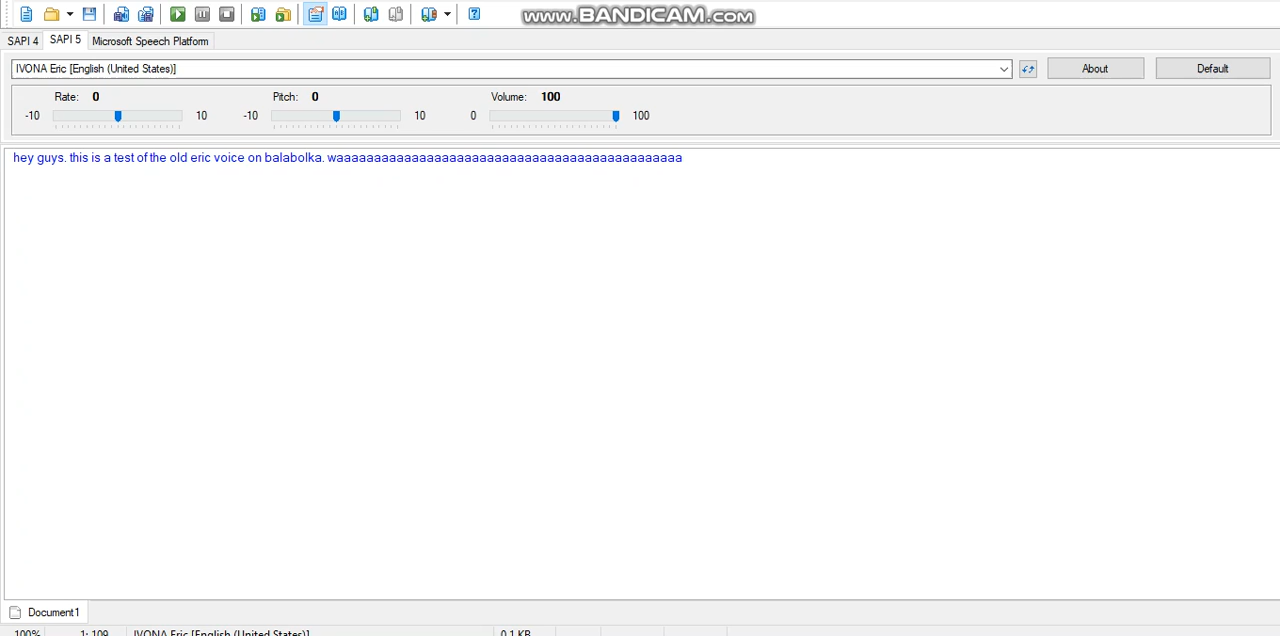 www.BANDICAM.com
SAPI 4 SAPI 5 Microsoft Speech Platform
IVONA Eric [English (United States)] About Default
Rate: 0 Pitch: 0 Volume: 100
-10 10 -10 10 0 100
hey guys. this is a test of the old eric voice on balabolka. waaaaaaaaaaaaaaaaaaaaaaaaaaaaaaaaaaaaaaaaaaaaaa
Document1
100% 1: 109 IVONA Eric [English (United States)] 0.1 KB